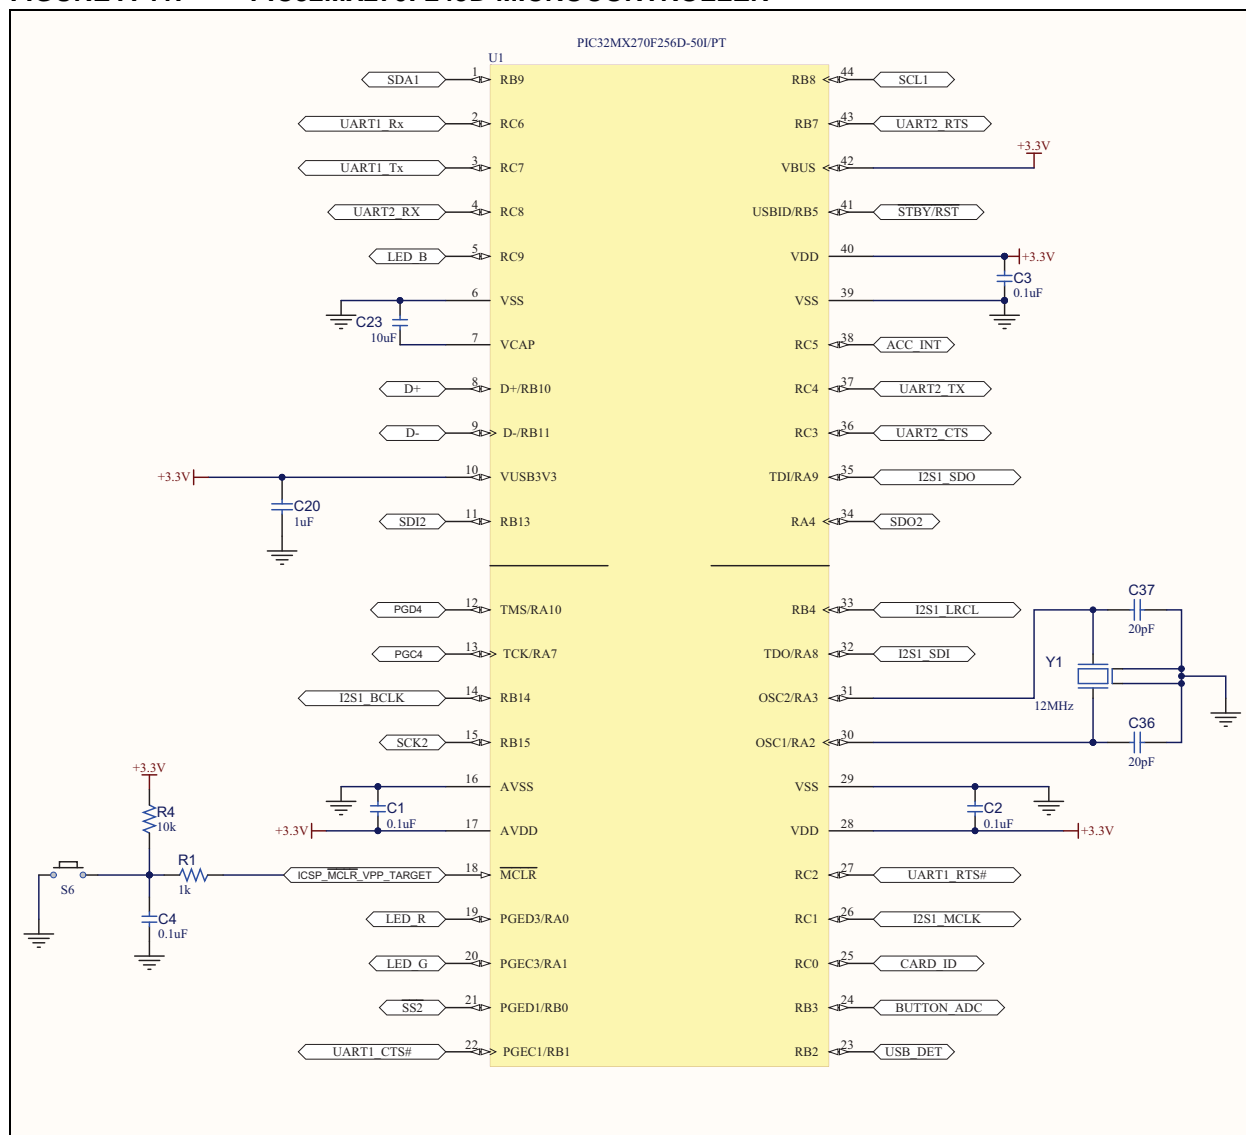 PIC32MX270F256D-50I/PT
U1
SDA1 1 RB9 RB8 44 SCL1
UART1_Rx 2 RC6 RB7 43 UART2_RTS
+3.3V
UART1_Tx 3 RC7 VBUS 42
UART2_RX 4 RC8 USBID/RB5 41 STBY/RST
LED_B 5 RC9 VDD 40 +3.3V
C3
0.1uF
6 VSS VSS 39
C23
10uF
7 VCAP RC5 38 ACC_INT
D+ 8 D+/RB10 RC4 37 UART2_TX
D- 9 D-/RB11 RC3 36 UART2_CTS
+3.3V 10 VUSB3V3 TDI/RA9 35 I2S1_SDO
C20
1uF
SDI2 11 RB13 RA4 34 SDO2
C37
20pF
PGD4 12 TMS/RA10 RB4 33 I2S1_LRCL
PGC4 13 TCK/RA7 TDO/RA8 32 I2S1_SDI
Y1
12MHz
I2S1_BCLK 14 RB14 OSC2/RA3 31
C36
20pF
SCK2 15 RB15 OSC1/RA2 30
16 AVSS VSS 29
C1
0.1uF
C2
0.1uF
+3.3V 17 AVDD VDD 28 +3.3V
+3.3V
R4
10k
R1
1k
S6
ICSP_MCLR_VPP_TARGET 18 MCLR RC2 27 UART1_RTS#
C4
0.1uF
LED_R 19 PGED3/RA0 RC1 26 I2S1_MCLK
LED_G 20 PGEC3/RA1 RC0 25 CARD_ID
SS2 21 PGED1/RB0 RB3 24 BUTTON_ADC
UART1_CTS# 22 PGEC1/RB1 RB2 23 USB_DET